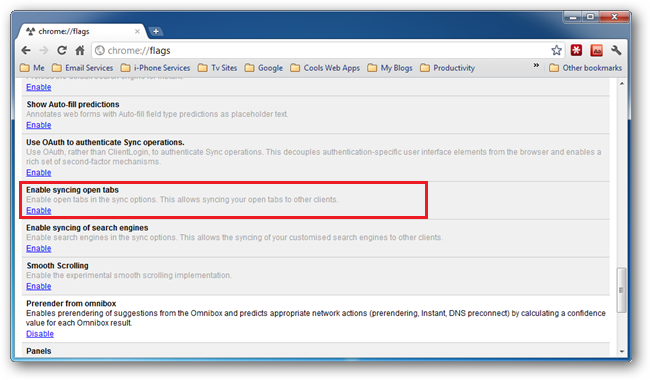 chrome://flags
chrome://flags
Me Email Services i-Phone Services Tv Sites Google Cools Web Apps My Blogs Productivity » Other bookmarks
Enable
Show Auto-fill predictions
Annotates web forms with Auto-fill field type predictions as placeholder text.
Enable
Use OAuth to authenticate Sync operations.
Use OAuth, rather than ClientLogin, to authenticate Sync operations. This decouples authentication-specific user interface elements from the browser and enables a
rich set of second-factor mechanisms.
Enable
Enable syncing open tabs
Enable open tabs in the sync options. This allows syncing your open tabs to other clients.
Enable
Enable syncing of search engines
Enable search engines in the sync options. This allows the syncing of your customised search engines to other clients.
Enable
Smooth Scrolling
Enable the experimental smooth scrolling implementation.
Enable
Prerender from omnibox
Enables prerendering of suggestions from the Omnibox and predicts appropriate network actions (prerendering, Instant, DNS preconnect) by calculating a confidence
value for each Omnibox result.
Disable
Panels